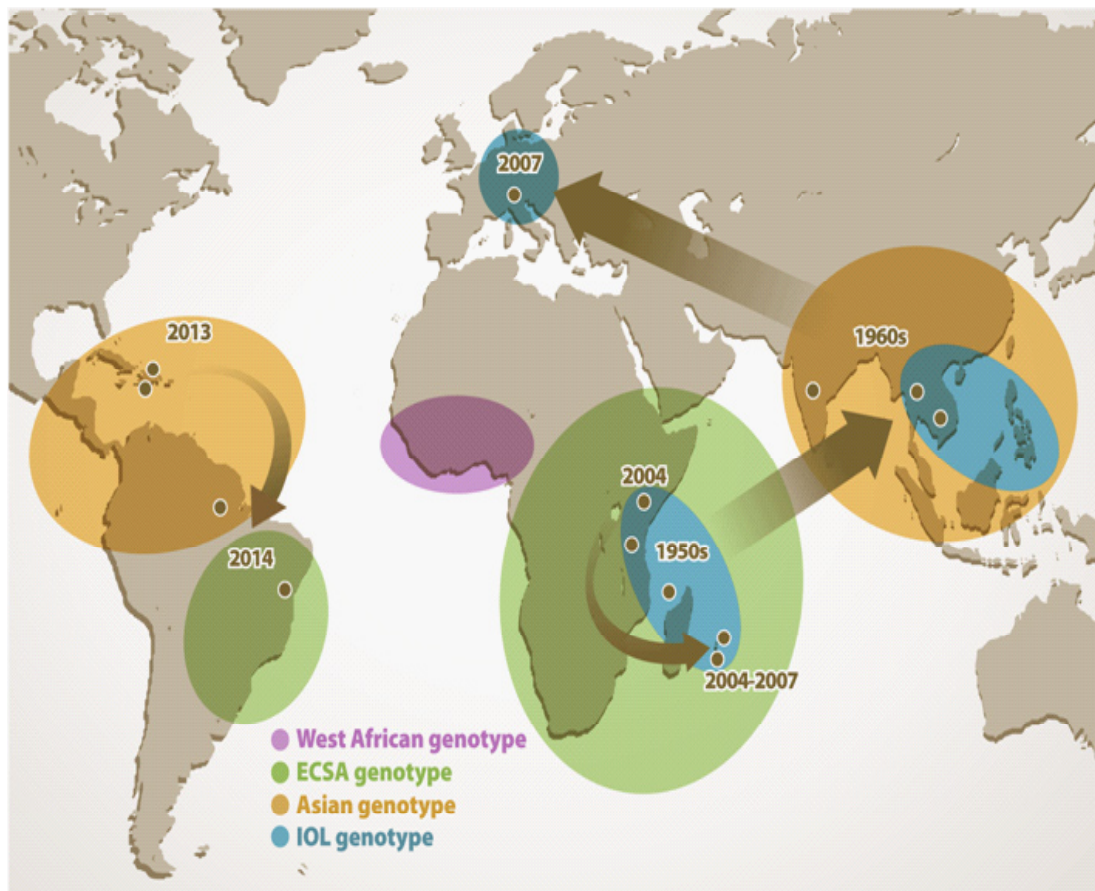 2007
2013
1960s
2004
1950s
2014
2004-2007
West African genotype
ECSA genotype
Asian genotype
IOL genotype